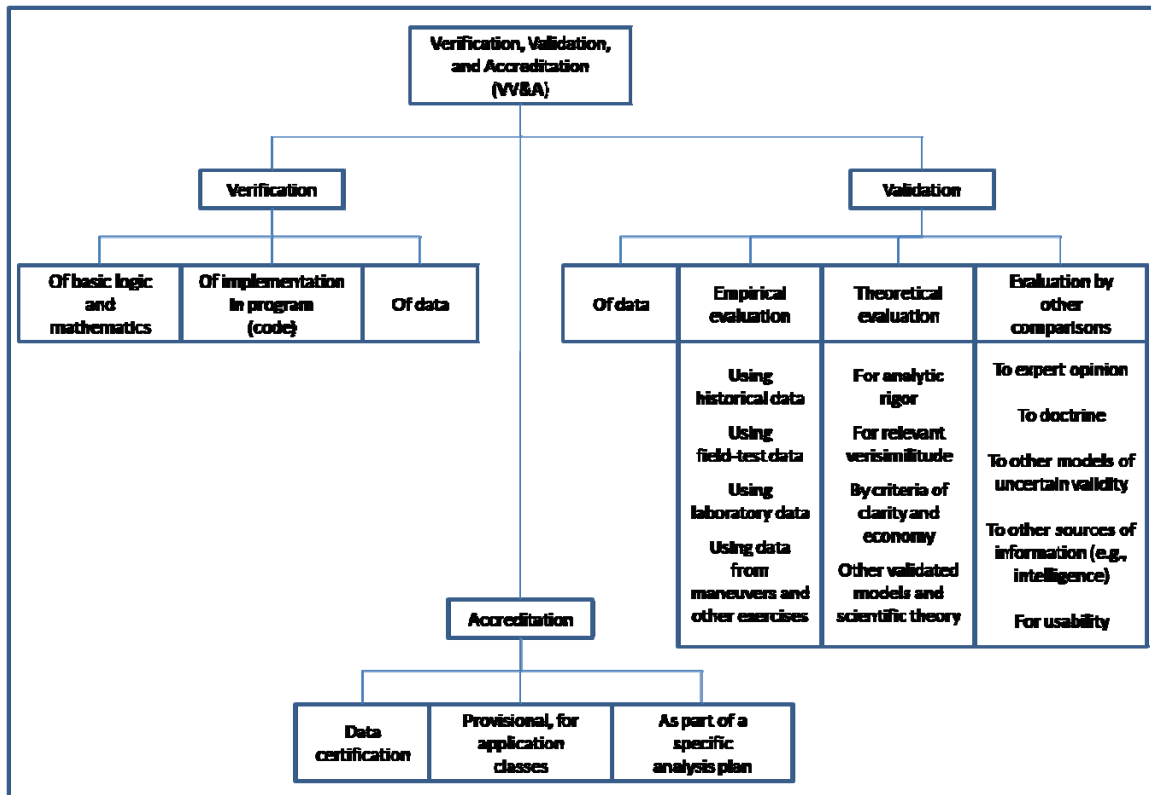 Verification, Validation,
and Accreditation
(VV&A)
Verification
Validation
Of basic logic
and
mathematics
Of implementation
in program
(code)
Of data
Of data
Empirical
evaluation
Theoretical
evaluation
Evaluation by
other
comparisons
Using
historical data
Using
field-test data
Using
laboratory data
Using data
from
maneuvers and
other exercises
For analytic
rigor
For relevant
verisimilitude
By criteria of
clarity and
economy
Other validated
models and
scientific theory
To expert opinion
To doctrine
To other models of
uncertain validity
To other sources of
information (e.g.,
intelligence)
For usability
Accreditation
Data
certification
Provisional, for
application
classes
As part of a
specific
analysis plan